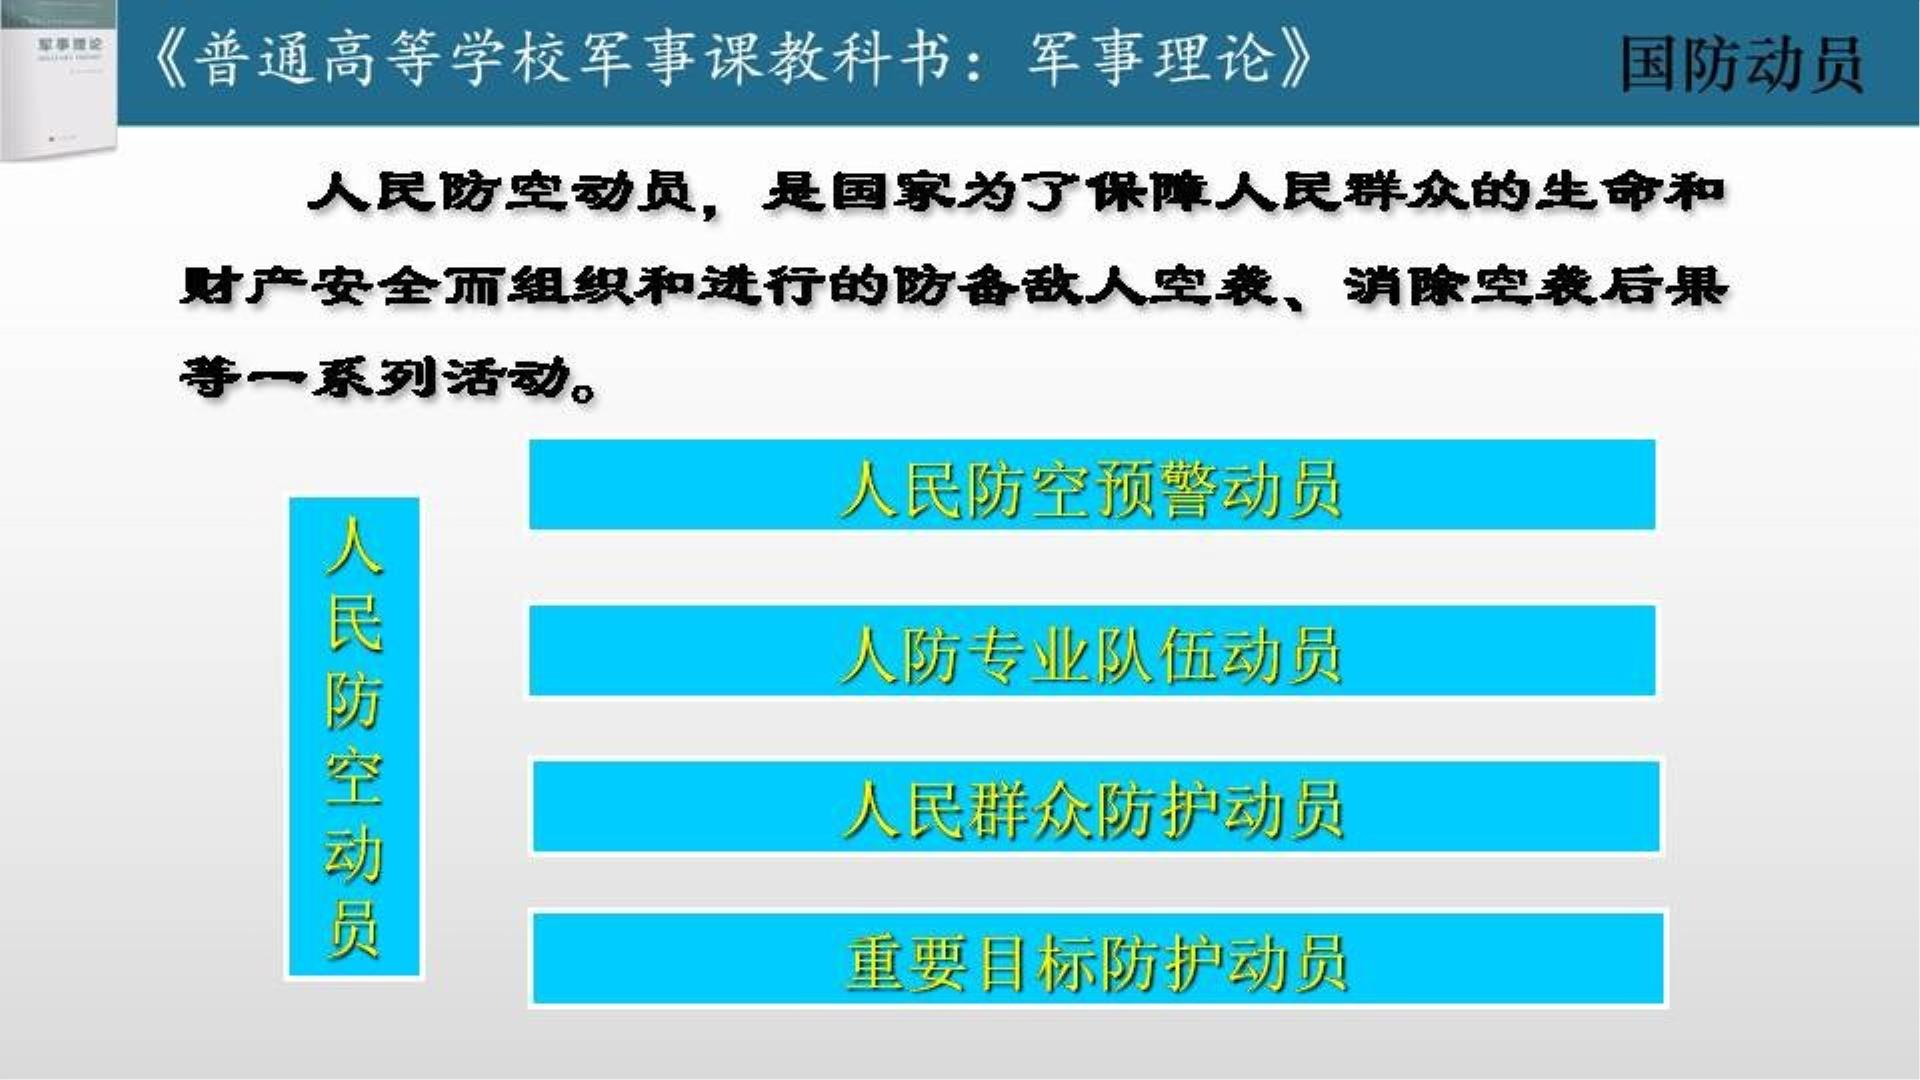 军事理论
《普通高等学校军事课教科书：军事理论》
国防动员
人民防空动员，是国家为了保障人民群众的生命和
财产安全而组织和进行的防备敌人空袭、消除空袭后果
等一系列活动。
人民防空动员
人民防空预警动员
人防专业队伍动员
人民群众防护动员
重要目标防护动员